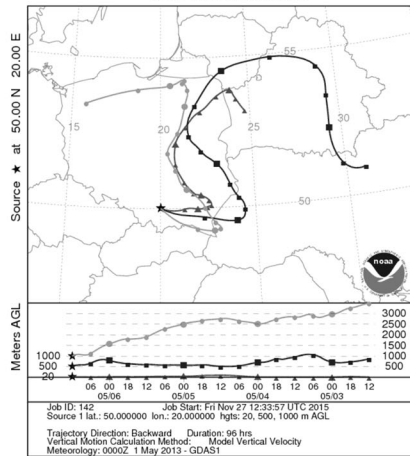 Source ★ at 50.00 N 20.00 E
55
15
20
25
30
50
noaa
Meters AGL
3000
2500
2000
1500
1000
1000
500
500
20
06 00 18 12 06 00 18 12 06 00 18 12 06 00 18 12
05/06 05/05 05/04 05/03
Job ID: 142 Job Start: Fri Nov 27 12:33:57 UTC 2015
Source 1 lat.: 50.000000 lon.: 20.000000 hgts: 20, 500, 1000 m AGL
Trajectory Direction: Backward Duration: 96 hrs
Vertical Motion Calculation Method: Model Vertical Velocity
Meteorology: 0000Z 1 May 2013 - GDAS1